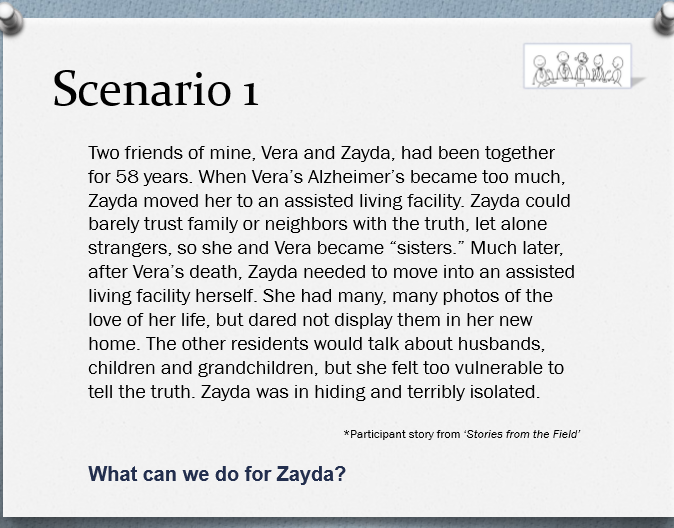 Scenario 1
Two friends of mine, Vera and Zayda, had been together
for 58 years. When Vera's Alzheimer's became too much,
Zayda moved her to an assisted living facility. Zayda could
barely trust family or neighbors with the truth, let alone
strangers, so she and Vera became “sisters.” Much later,
after Vera's death, Zayda needed to move into an assisted
living facility herself. She had many, many photos of the
love of her life, but dared not display them in her new
home. The other residents would talk about husbands,
children and grandchildren, but she felt too vulnerable to
tell the truth. Zayda was in hiding and terribly isolated.
*Participant story from ‘Stories from the Field’
What can we do for Zayda?